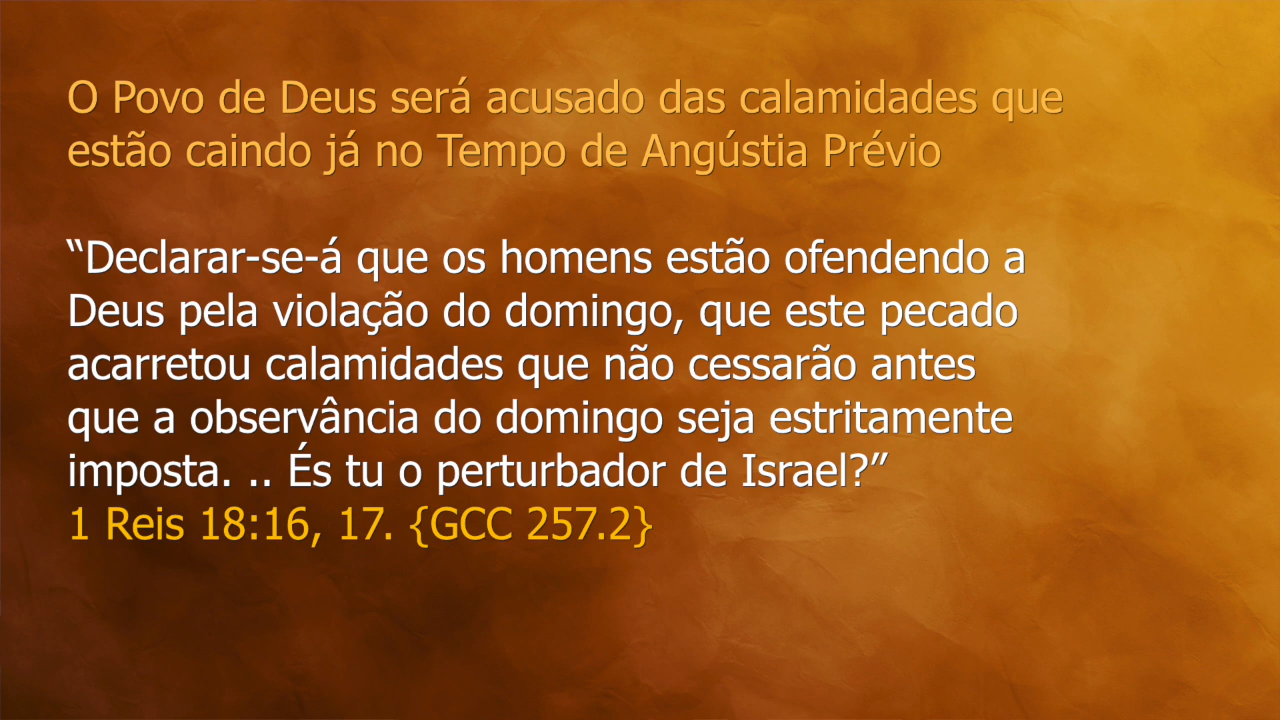 O Povo de Deus será acusado das calamidades que
estão caindo já no Tempo de Angústia Prévio
“Declarar-se-á que os homens estão ofendendo a
Deus pela violação do domingo, que este pecado
acarretou calamidades que não cessarão antes
que a observância do domingo seja estritamente
imposta. .. És tu o perturbador de Israel?”
1 Reis 18:16, 17. {GCC 257.2}